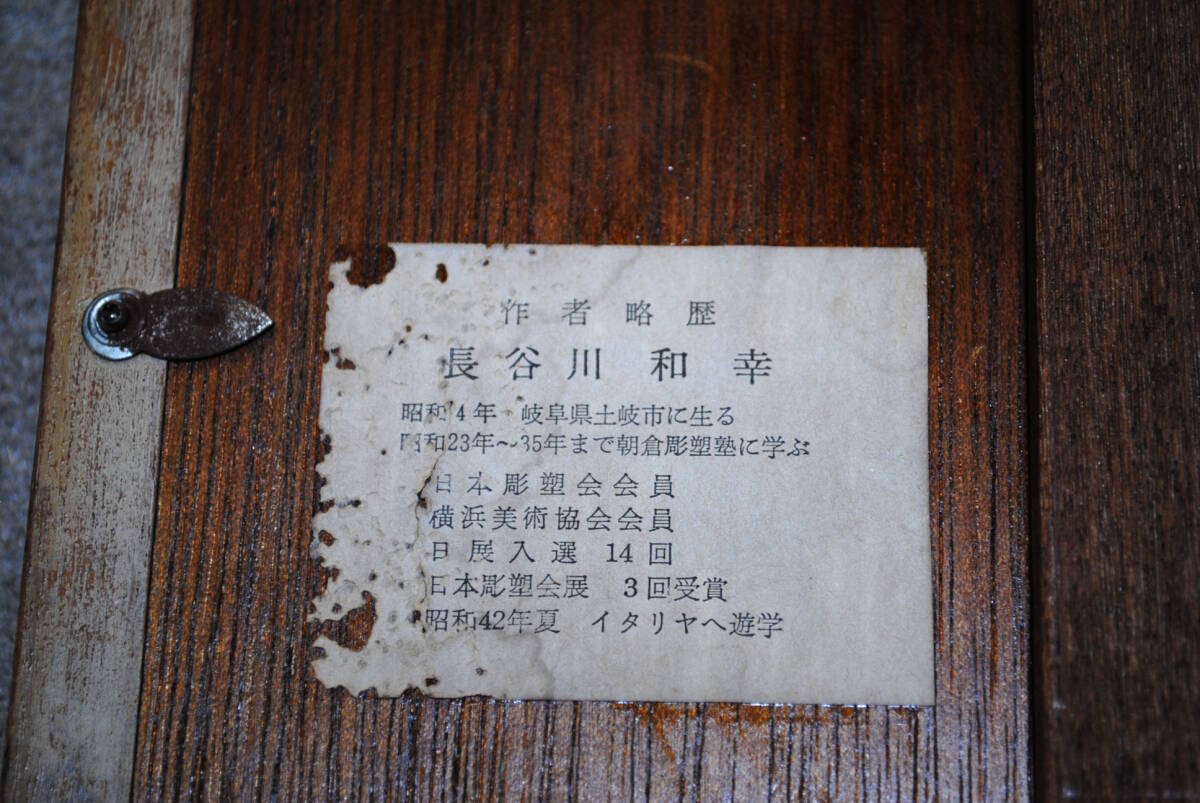 作者略歴
長谷川 和幸
昭和4年 岐阜県土岐市に生る
昭和23年〜35年まで朝倉彫塑塾に学ぶ
日本彫塑会会員
横浜美術協会会員
日展入選 14回
日本彫塑会展 3回受賞
昭和42年夏 イタリヤへ遊学